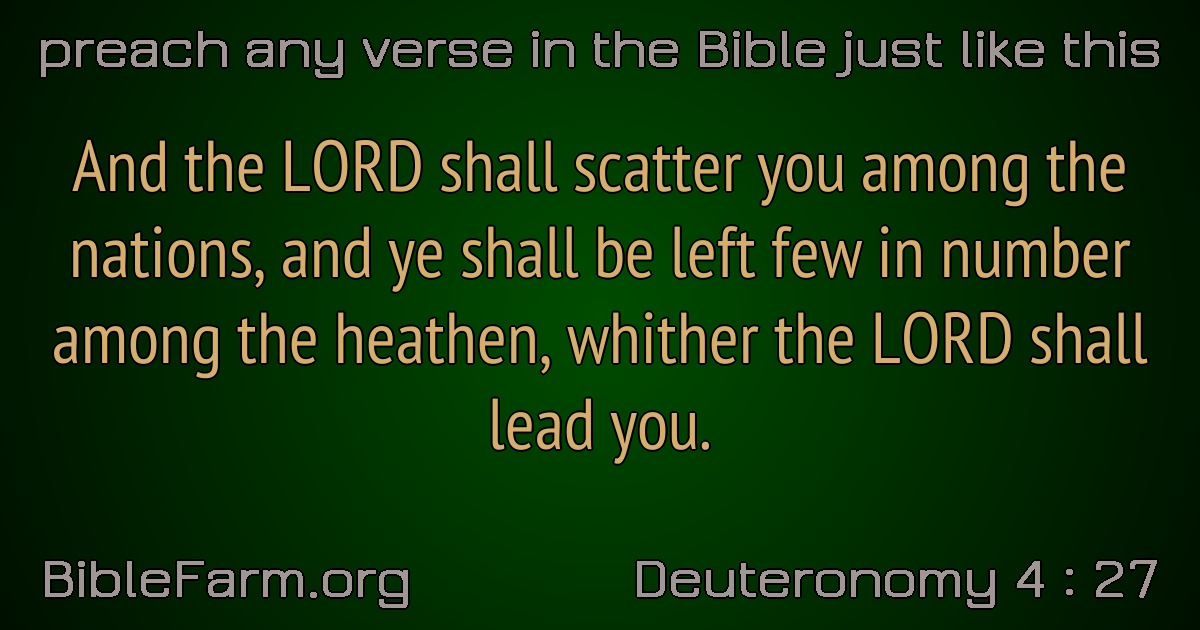 preach any verse in the Bible just like this
And the LORD shall scatter you among the
nations, and ye shall be left few in number
among the heathen, whither the LORD shall
lead you.
BibleFarm.org
Deuteronomy 4 : 27